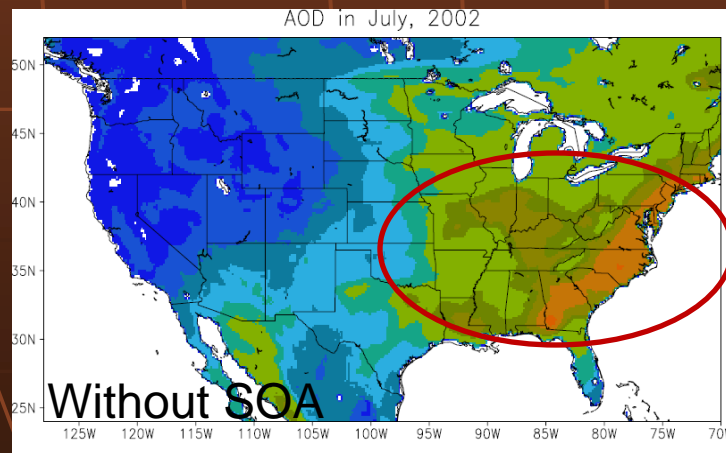 AOD in July, 2002
50N
45N
40N
35N
30N
25N
Without SOA
125W 120W 115W 110W 105W 100W 95W 90W 85W 80W 75W 70W